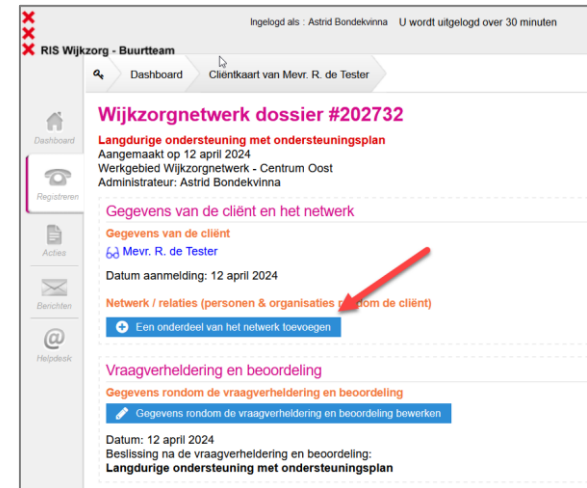 Ingelogd als : Astrid Bondekvinna U wordt uitgelogd over 30 minuten
RIS Wijkzorg - Buurtteam
Dashboard Cliëntkaart van Mevr. R. de Tester
Wijkzorgnetwerk dossier #202732
Langdurige ondersteuning met ondersteuningsplan
Aangemaakt op 12 april 2024
Werkgebied Wijkzorgnetwerk - Centrum Oost
Administrateur: Astrid Bondekvinna
Dashboard
Registreren
Acties
Berichten
Helpdesk
Gegevens van de cliënt en het netwerk
Gegevens van de cliënt
Mevr. R. de Tester
Datum aanmelding: 12 april 2024
Netwerk / relaties (personen & organisaties rondom de cliënt)
Een onderdeel van het netwerk toevoegen
Vraagverheldering en beoordeling
Gegevens rondom de vraagverheldering en beoordeling
Gegevens rondom de vraagverheldering en beoordeling bewerken
Datum: 12 april 2024
Beslissing na de vraagverheldering en beoordeling:
Langdurige ondersteuning met ondersteuningsplan